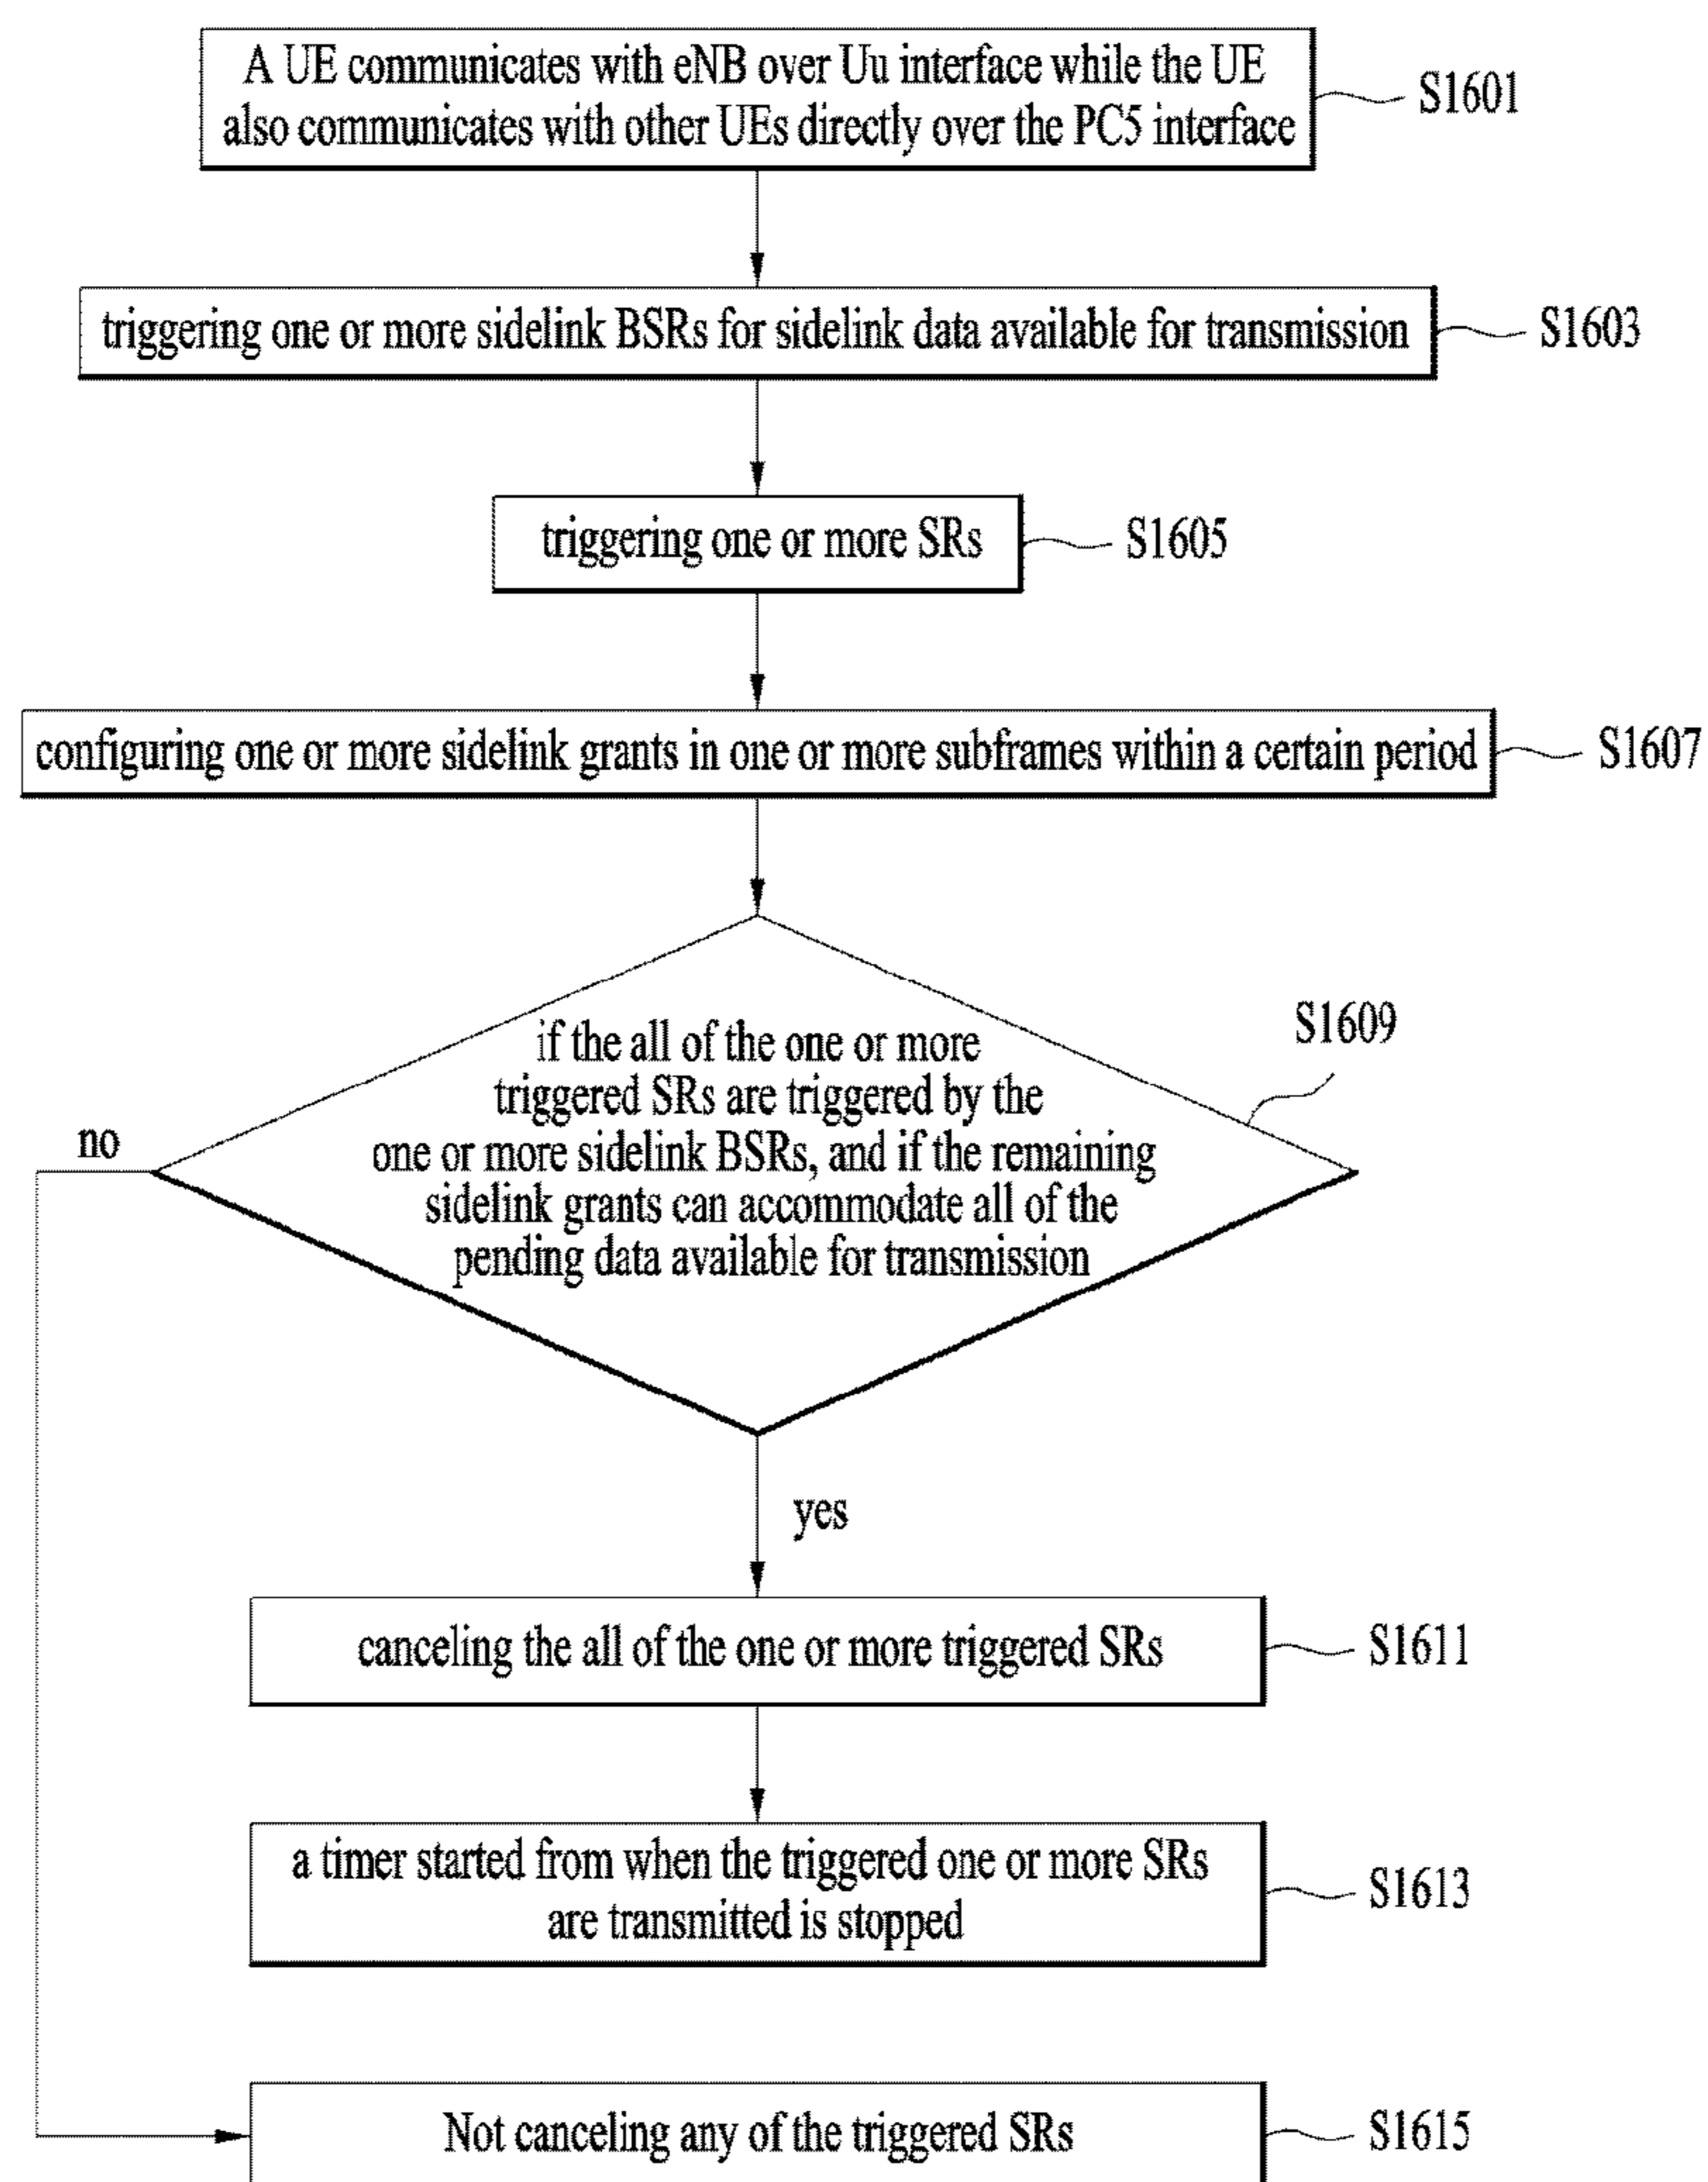 A UE communicates with eNB over Uu interface while the UE
also communicates with other UEs directly over the PC5 interface
S1601
triggering one or more sidelink BSRs for sidelink data available for transmission
S1603
triggering one or more SRs
S1605
configuring one or more sidelink grants in one or more subframes within a certain period
S1607
if the all of the one or more
triggered SRs are triggered by the
one or more sidelink BSRs, and if the remaining
sidelink grants can accommodate all of the
pending data available for transmission
S1609
no
yes
canceling the all of the one or more triggered SRs
S1611
a timer started from when the triggered one or more SRs
are transmitted is stopped
S1613
Not canceling any of the triggered SRs
S1615